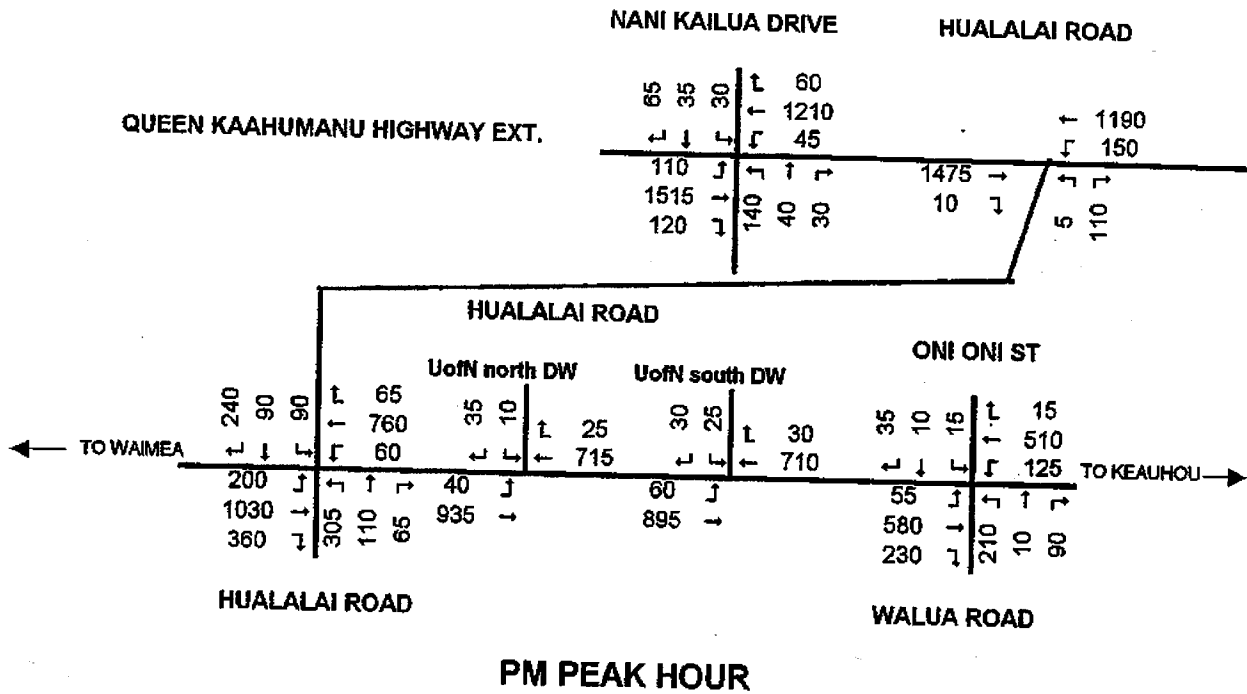 NANI KAILUA DRIVE
HUALALAI ROAD
QUEEN KAAHUMANU HIGHWAY EXT.
65 35 30
60
1210
45
110
1515
120
140 40 30
1190
150
1475
10
5 110
HUALALAI ROAD
UofN north DW
UofN south DW
ONI ONI ST
TO WAIMEA
240 90 90
65
760
60
200
1030
360
305 110 65
35 10
25
715
40
935
30 25
30
710
60
895
35 10 15
15
510
125
55
580
230
210 10 90
TO KEAUHOU
HUALALAI ROAD
WALUA ROAD
PM PEAK HOUR